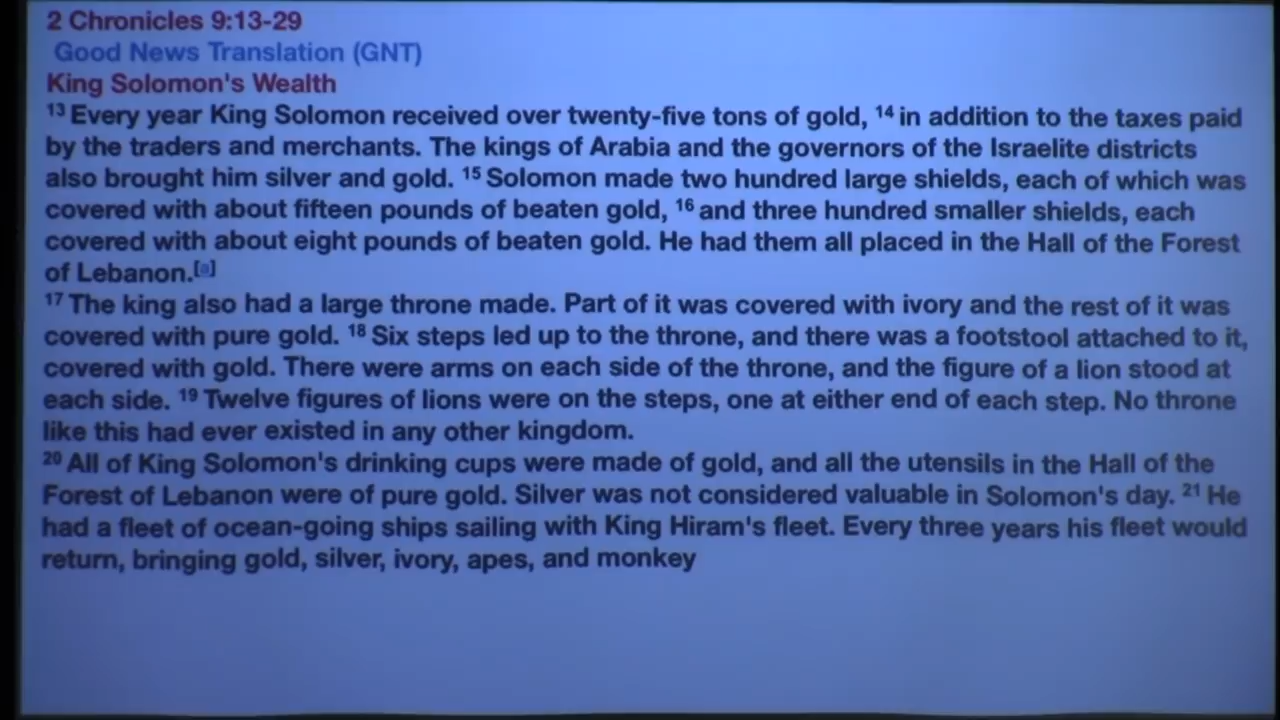 2 Chronicles 9:13-29
Good News Translation (GNT)
King Solomon's Wealth
13 Every year King Solomon received over twenty-five tons of gold, 14 in addition to the taxes paid
by the traders and merchants. The kings of Arabia and the governors of the Israelite districts
also brought him silver and gold. 15 Solomon made two hundred large shields, each of which was
covered with about fifteen pounds of beaten gold, 16 and three hundred smaller shields, each
covered with about eight pounds of beaten gold. He had them all placed in the Hall of the Forest
of Lebanon.[a]
17 The king also had a large throne made. Part of it was covered with ivory and the rest of it was
covered with pure gold. 18 Six steps led up to the throne, and there was a footstool attached to it,
covered with gold. There were arms on each side of the throne, and the figure of a lion stood at
each side. 19 Twelve figures of lions were on the steps, one at either end of each step. No throne
like this had ever existed in any other kingdom.
20 All of King Solomon's drinking cups were made of gold, and all the utensils in the Hall of the
Forest of Lebanon were of pure gold. Silver was not considered valuable in Solomon's day. 21 He
had a fleet of ocean-going ships sailing with King Hiram's fleet. Every three years his fleet would
return, bringing gold, silver, ivory, apes, and monkey